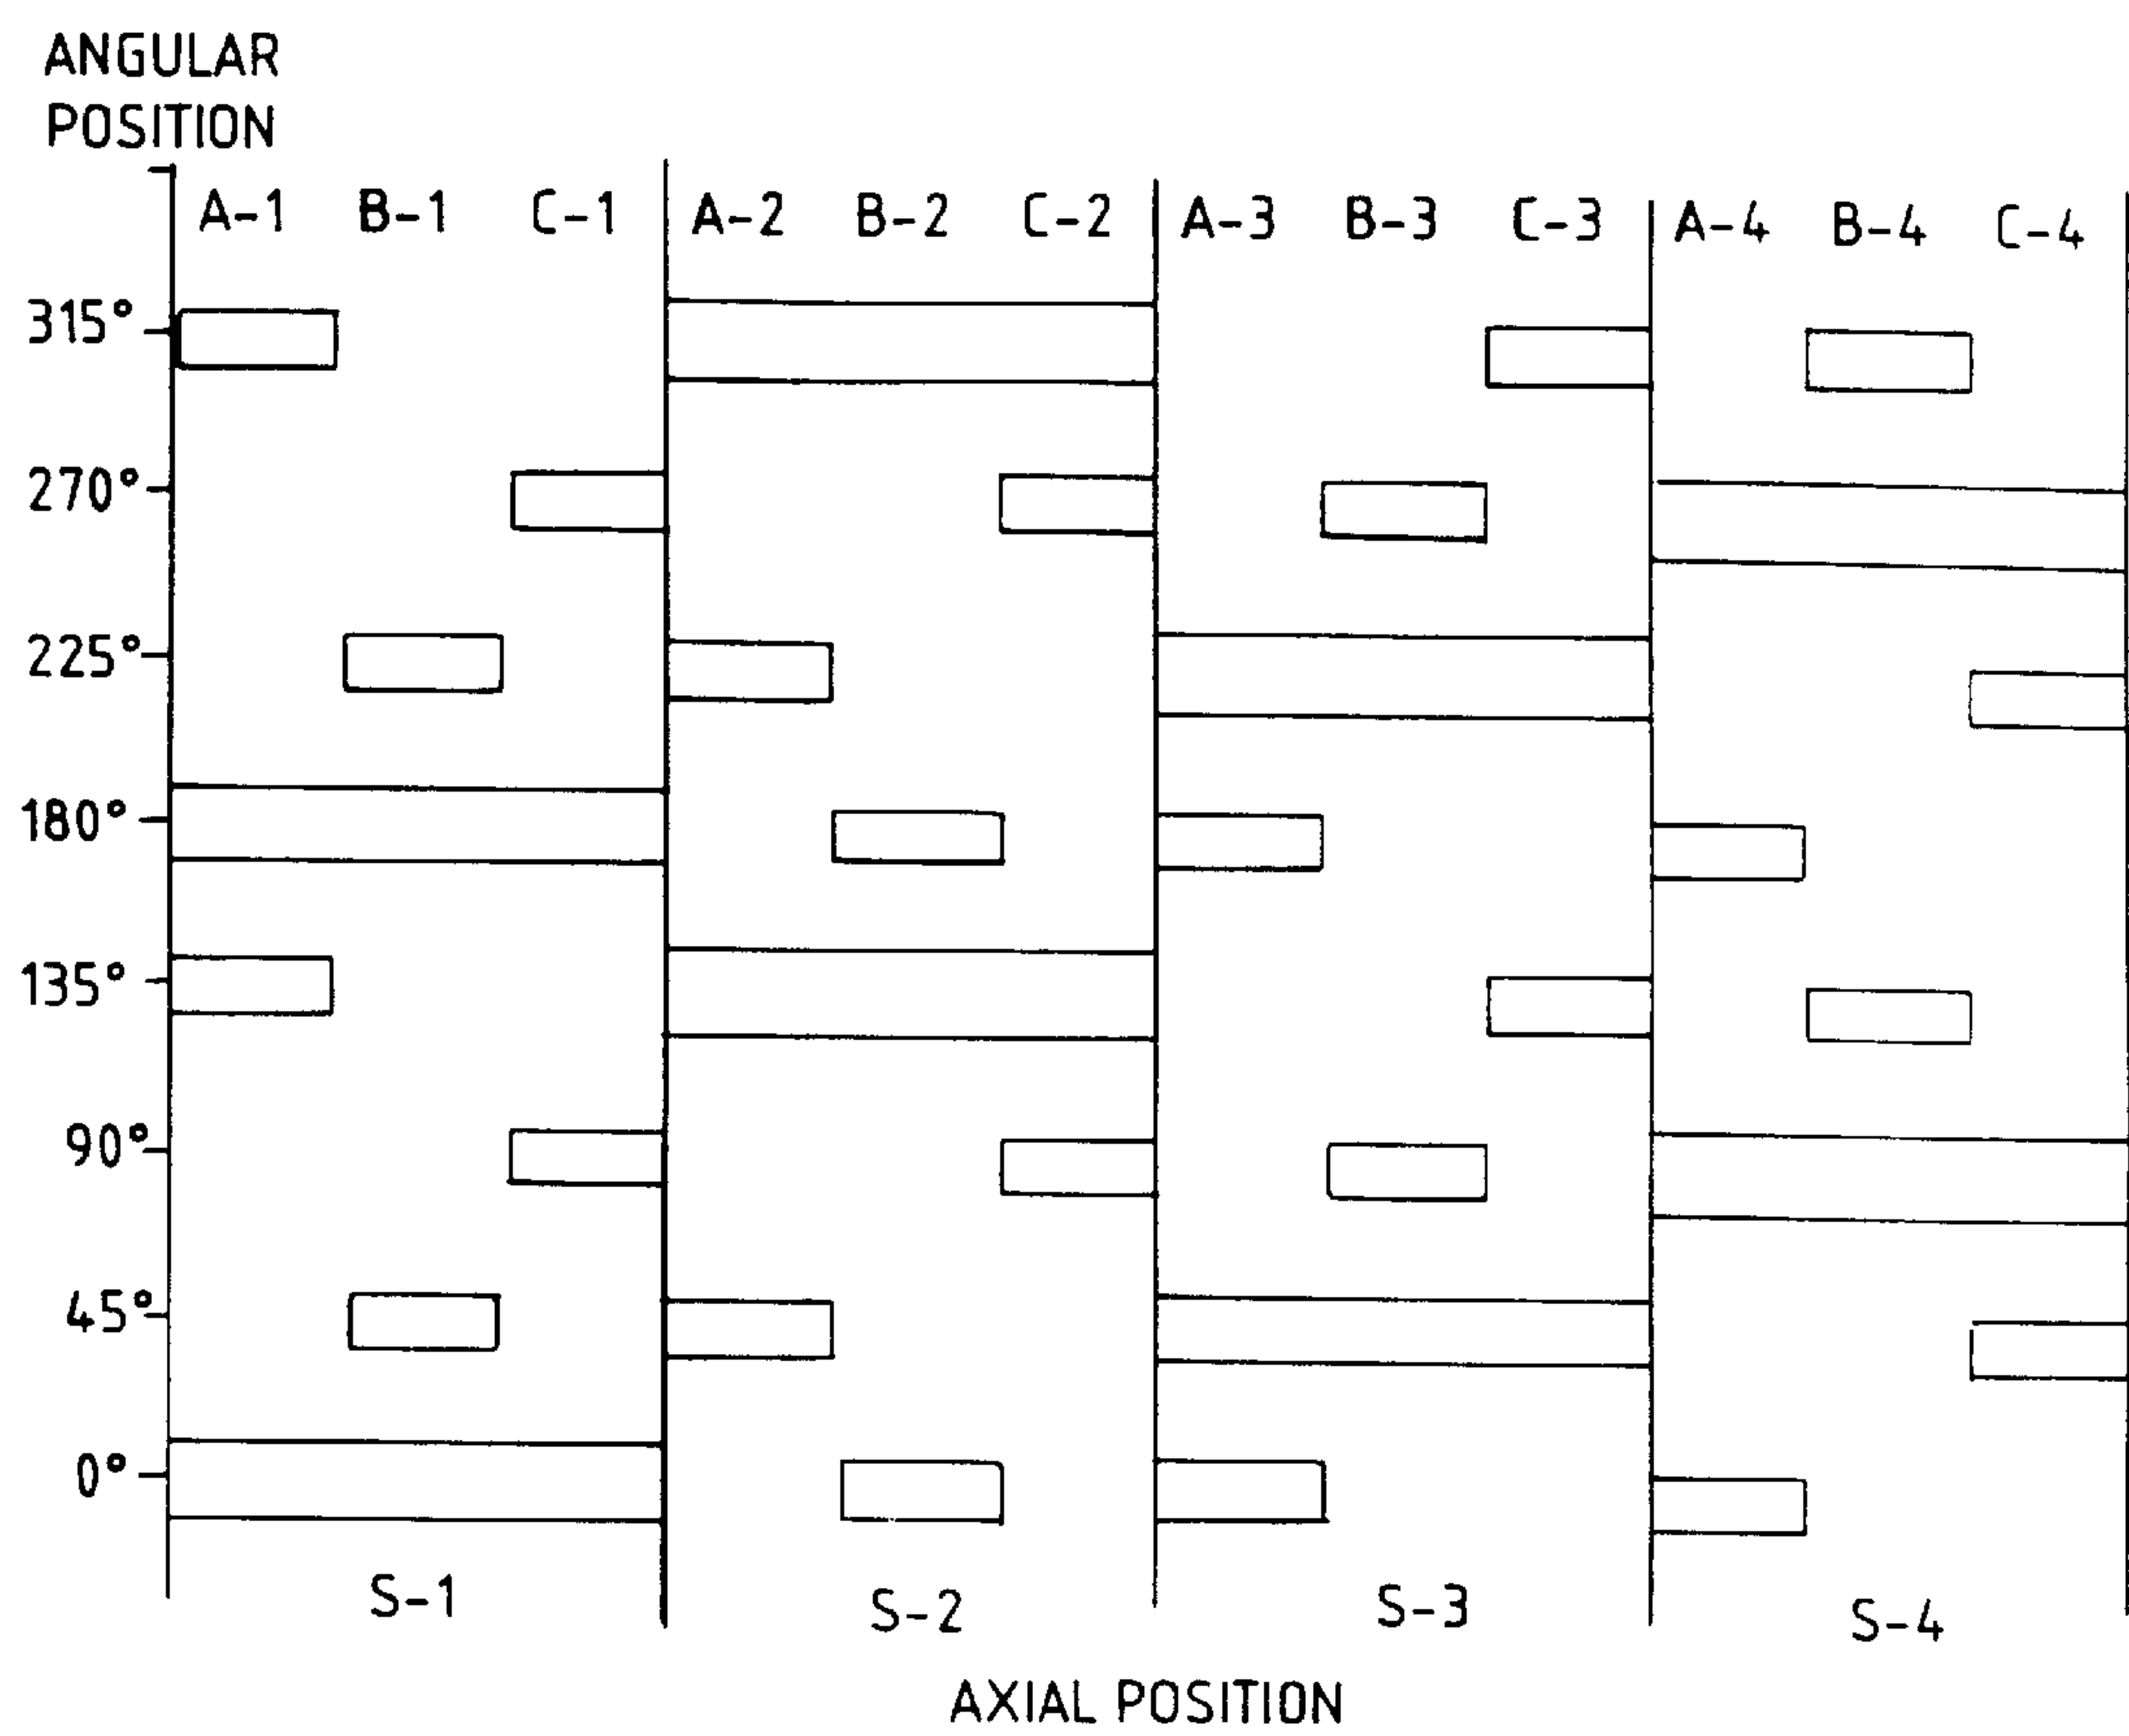 ANGULAR
POSITION
A-1 B-1 C-1 A-2 B-2 C-2 A-3 B-3 C-3 A-4 B-4 C-4
315°
270°
225°
180°
135°
90°
45°
0°
S-1 S-2 S-3 S-4
AXIAL POSITION